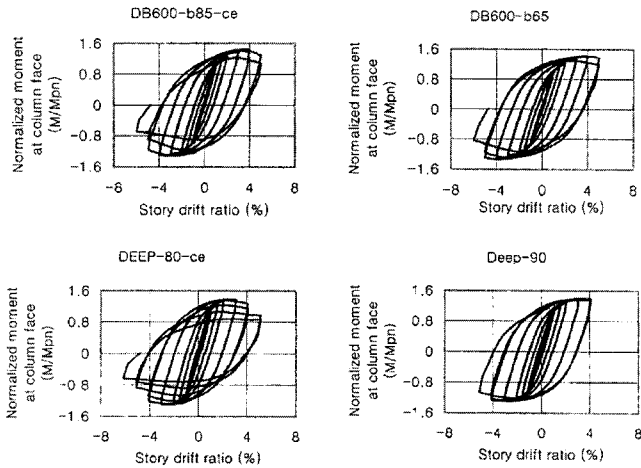 DB600-b85-ce
Normalized moment
at column face
(M/Mpn)
1.6
0.8
0
-0.8
-1.6
-8 -4 0 4 8
Story drift ratio (%)
DB600-b65
Normalized moment
at column face
(M/Mpn)
1.6
0.8
0
-0.8
-1.6
-8 -4 0 4 8
Story drift ratio (%)
DEEP-80-ce
Normalized moment
at column face
(M/Mpn)
1.6
0.8
0
-0.8
-1.6
-8 -4 0 4 8
Story drift ratio (%)
Deep-90
Normalized moment
at column face
(M/Mpn)
1.6
0.8
0
-0.8
-1.6
-8 -4 0 4 8
Story drift ratio (%)